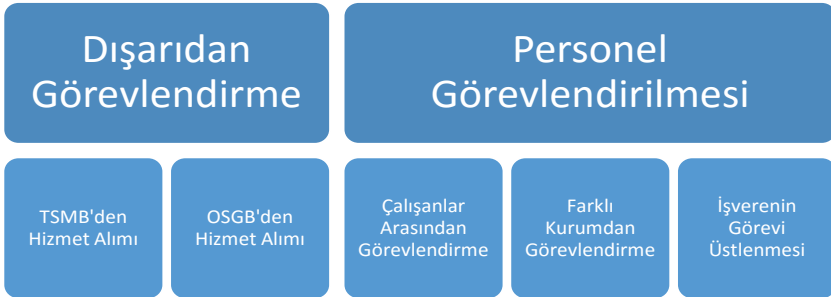 Dışarıdan
Görevlendirme
Personel
Görevlendirilmesi
TSMB'den
Hizmet Alımı
OSGB'den
Hizmet Alımı
Çalışanlar
Arasından
Görevlendirme
Farklı
Kurumdan
Görevlendirme
İşverenin
Görevi
Üstlenmesi